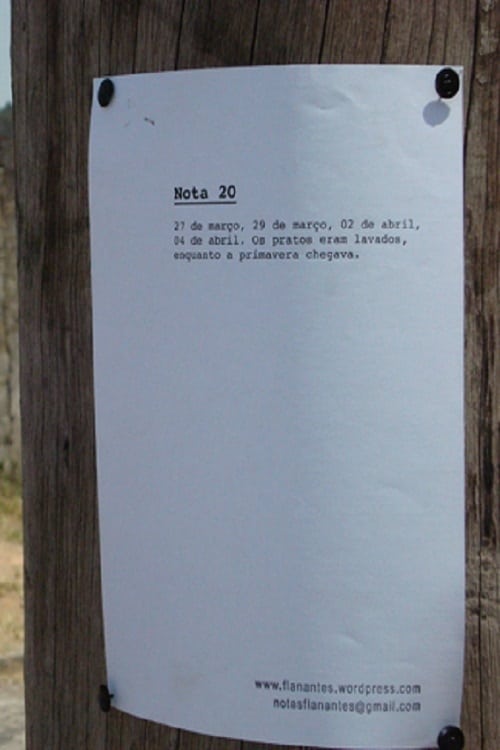 Nota 20
27 de março, 29 de março, 02 de abril,
04 de abril. Os pratos eram lavados,
enquanto a primavera chegava.
www.flanantes.wordpress.com
notasflanantes@gmail.com